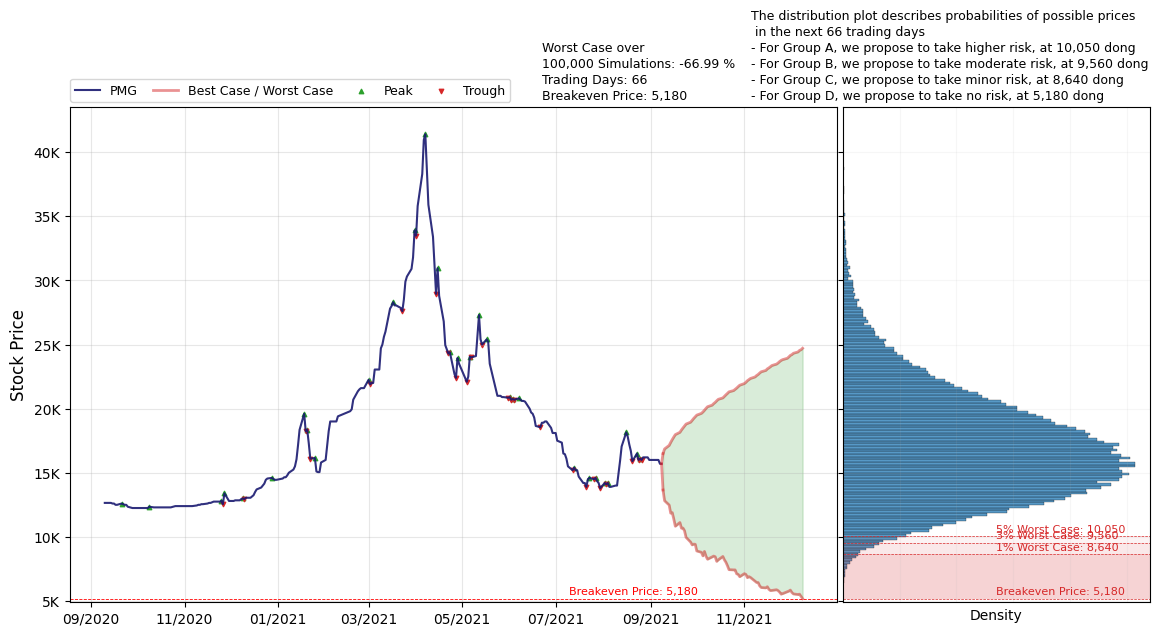 The distribution plot describes probabilities of possible prices
in the next 66 trading days
- For Group A, we propose to take higher risk, at 10,050 dong
- For Group B, we propose to take moderate risk, at 9,560 dong
- For Group C, we propose to take minor risk, at 8,640 dong
- For Group D, we propose to take no risk, at 5,180 dong
Worst Case over
100,000 Simulations: -66.99 %
Trading Days: 66
Breakeven Price: 5,180
PMG
Best Case / Worst Case
Peak
Trough
Stock Price
40K
35K
30K
25K
20K
15K
10K
5K
09/2020
11/2020
01/2021
03/2021
05/2021
07/2021
09/2021
11/2021
Breakeven Price: 5,180
5% Worst Case: 10,050
3% Worst Case: 9,560
1% Worst Case: 8,640
Breakeven Price: 5,180
Density